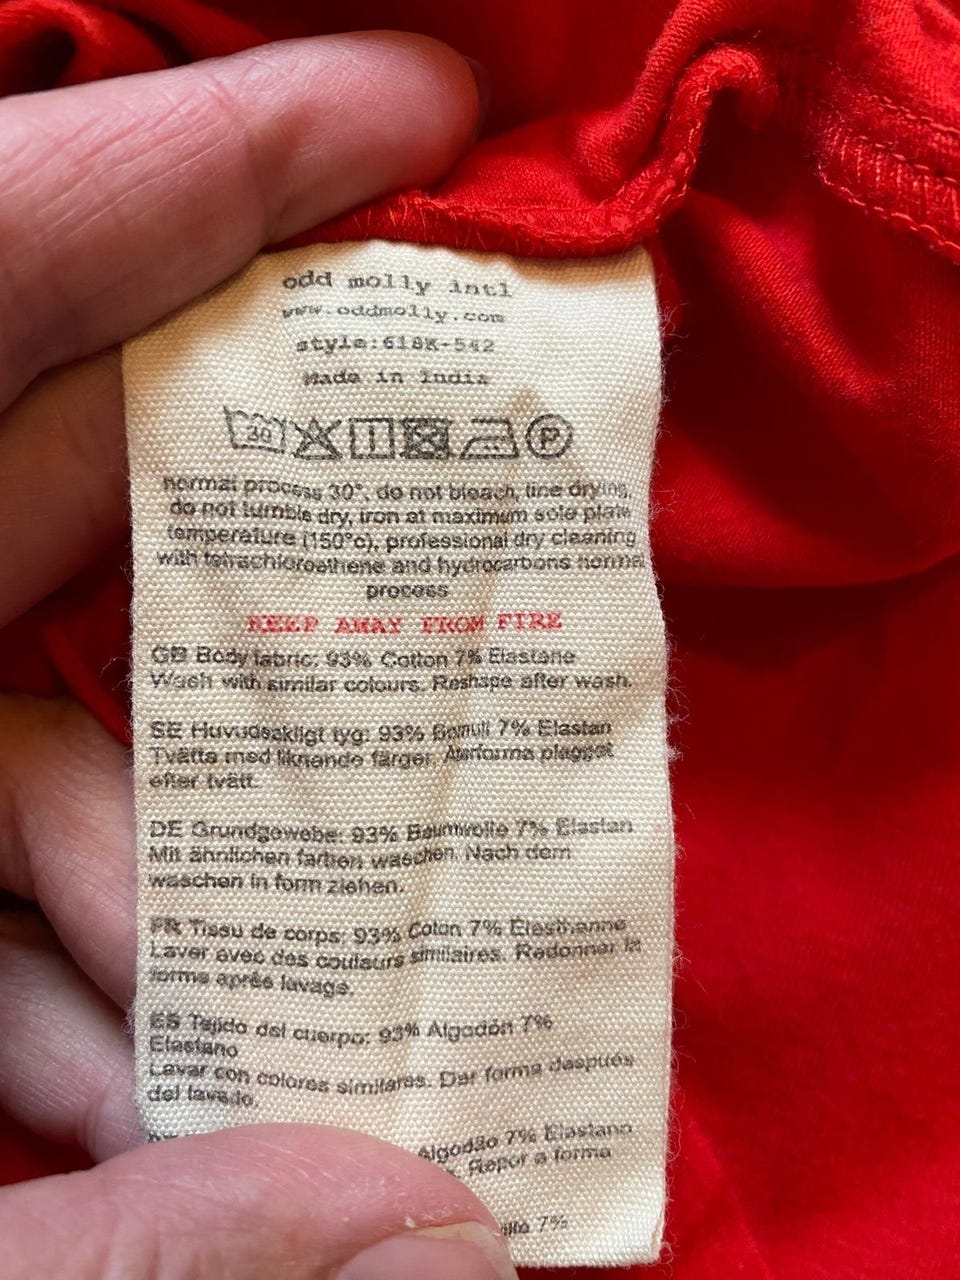 odd molly intl
www.oddmolly.com
style:618K-542
Made in India
30 P
normal process 30°, do not bleach, line drying,
do not tumble dry, iron at maximum sole plate
temperature (150°c), professional dry cleaning
with tetrachloroethene and hydrocarbons normal
process
KEEP AWAY FROM FIRE
GB Body fabric: 93% Cotton 7% Elastane
Wash with similar colours. Reshape after wash.
SE Huvudsakligt tyg: 93% Bomull 7% Elastan
Tvätta med liknande färger. Återforma plagget
efter tvätt.
DE Grundgewebe: 93% Baumwolle 7% Elastan
Mit ähnlichen farben waschen. Nach dem
waschen in form ziehen.
FR Tissu de corps: 93% Coton 7% Elasthanne
Laver avec des couleurs similaires. Redonner la
forme après lavage.
ES Tejido del cuerpo: 93% Algodón 7%
Elastano
Lavar con colores similares. Dar forma después
del lavado.
Algodão 7% Elastano
Repor a forma
7%